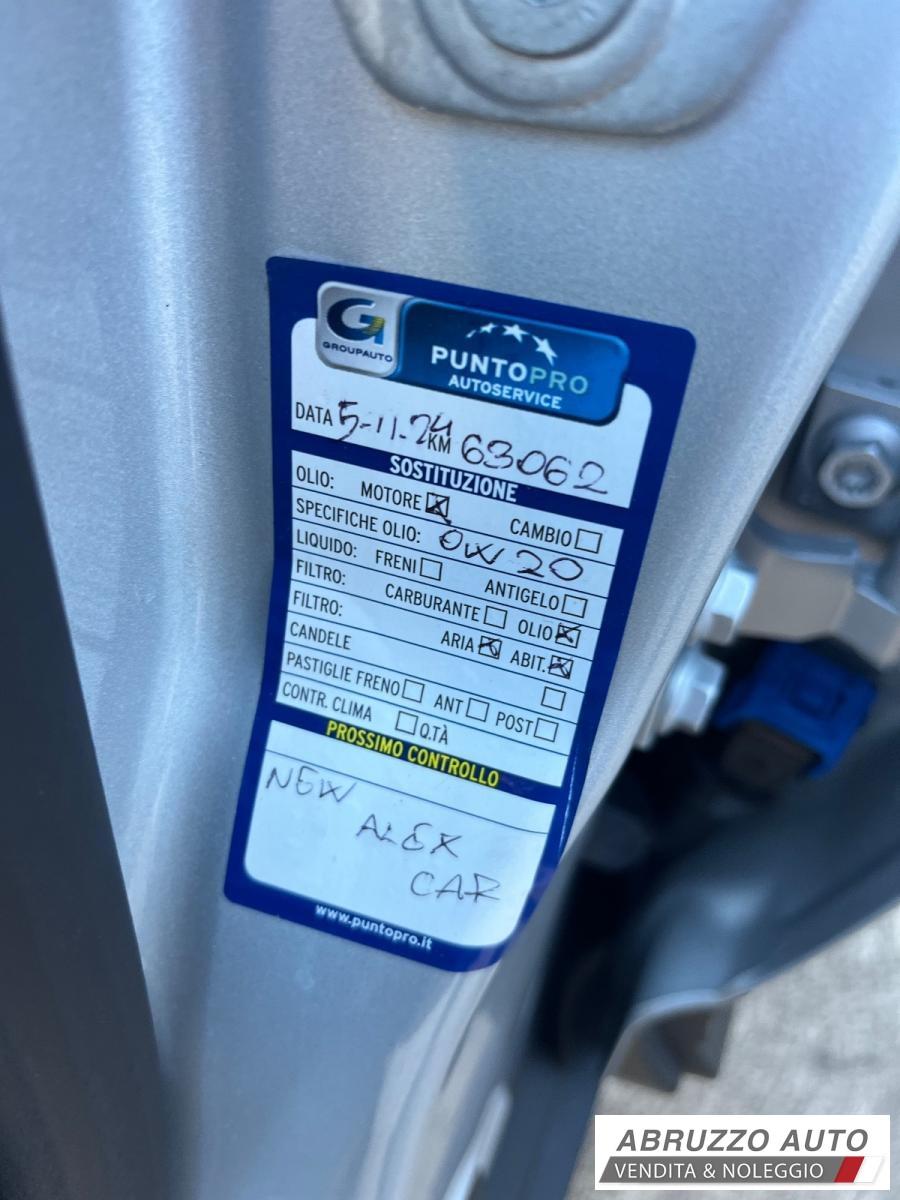 G
GROUPAUTO
PUNTOPRO
AUTOSERVICE
DATA 5-11-24 KM 63062
SOSTITUZIONE
OLIO: MOTORE CAMBIO
SPECIFICHE OLIO: 0W20
LIQUIDO: FRENI ANTIGELO
FILTRO: CARBURANTE OLIO
FILTRO: ARIA ABIT.
CANDELE
PASTIGLIE FRENO ANT POST
CONTR. CLIMA Q.TÀ
PROSSIMO CONTROLLO
NEW
ALEX
CAR
www.puntopro.it
ABRUZZO AUTO
VENDITA & NOLEGGIO